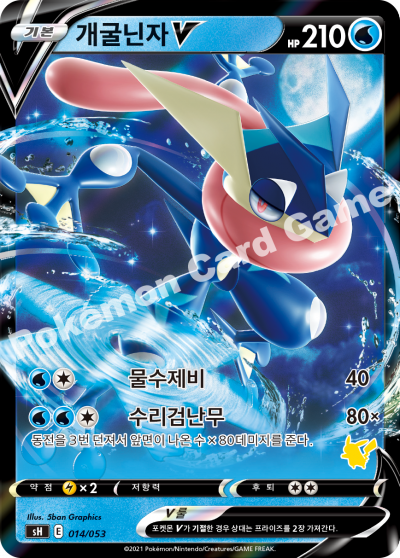 기본 개굴닌자 V HP 210
Pokémon Card Game
물수제비 40
수리검난무 80×
동전을 3번 던져서 앞면이 나온 수×80데미지를 준다.
약점 ×2 저항력 후퇴
V룰
포켓몬 V가 기절한 경우 상대는 프라이즈를 2장 가져간다.
Illus. 5ban Graphics
sH E 014/053
©2021 Pokémon/Nintendo/Creatures/GAME FREAK.